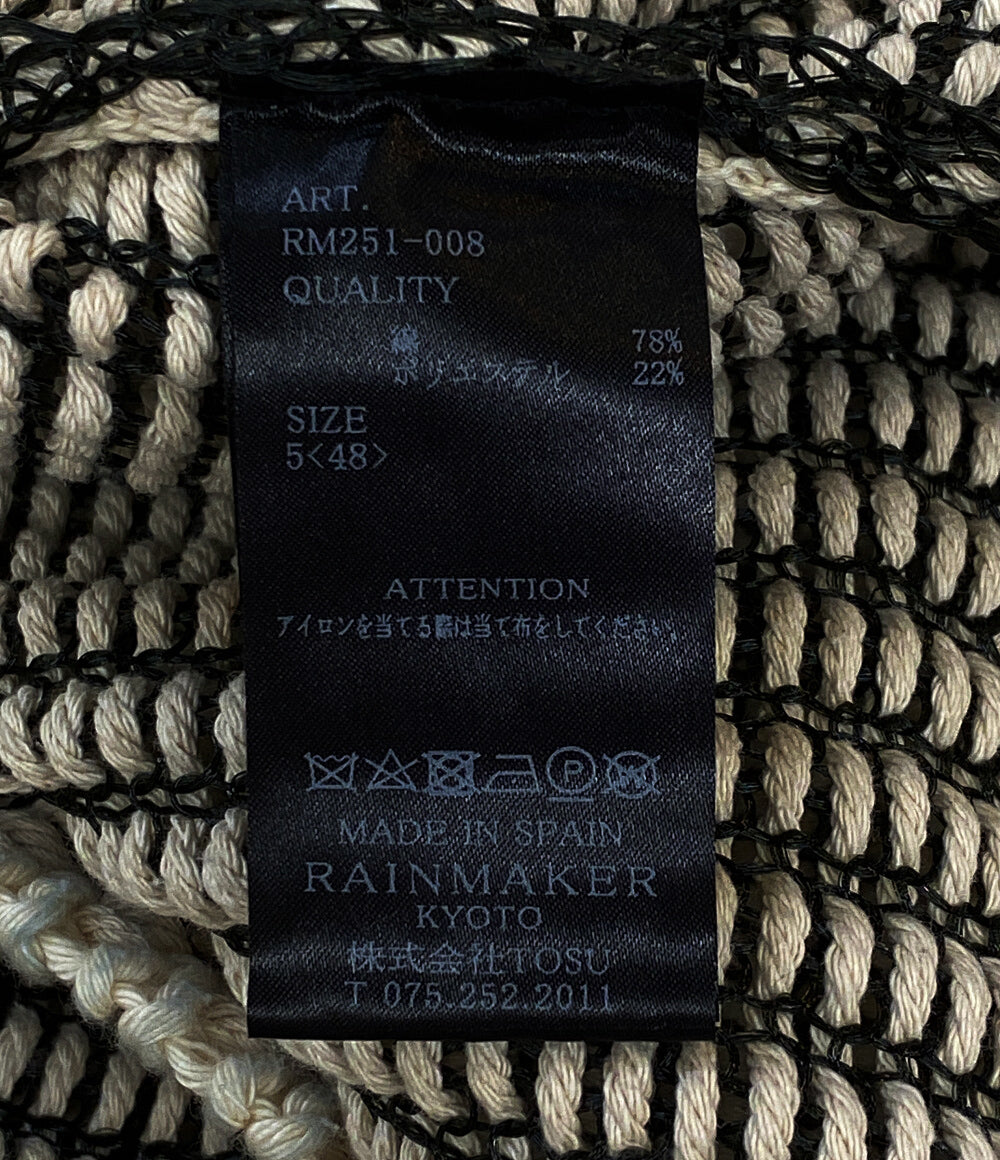 ART.
RM251-008
QUALITY
綿 78%
ポリエステル 22%
SIZE
5<48>
ATTENTION
アイロンを当てる際は当て布をしてください。
P
W
MADE IN SPAIN
RAINMAKER
KYOTO
株式会社TOSU
T 075.252.2011